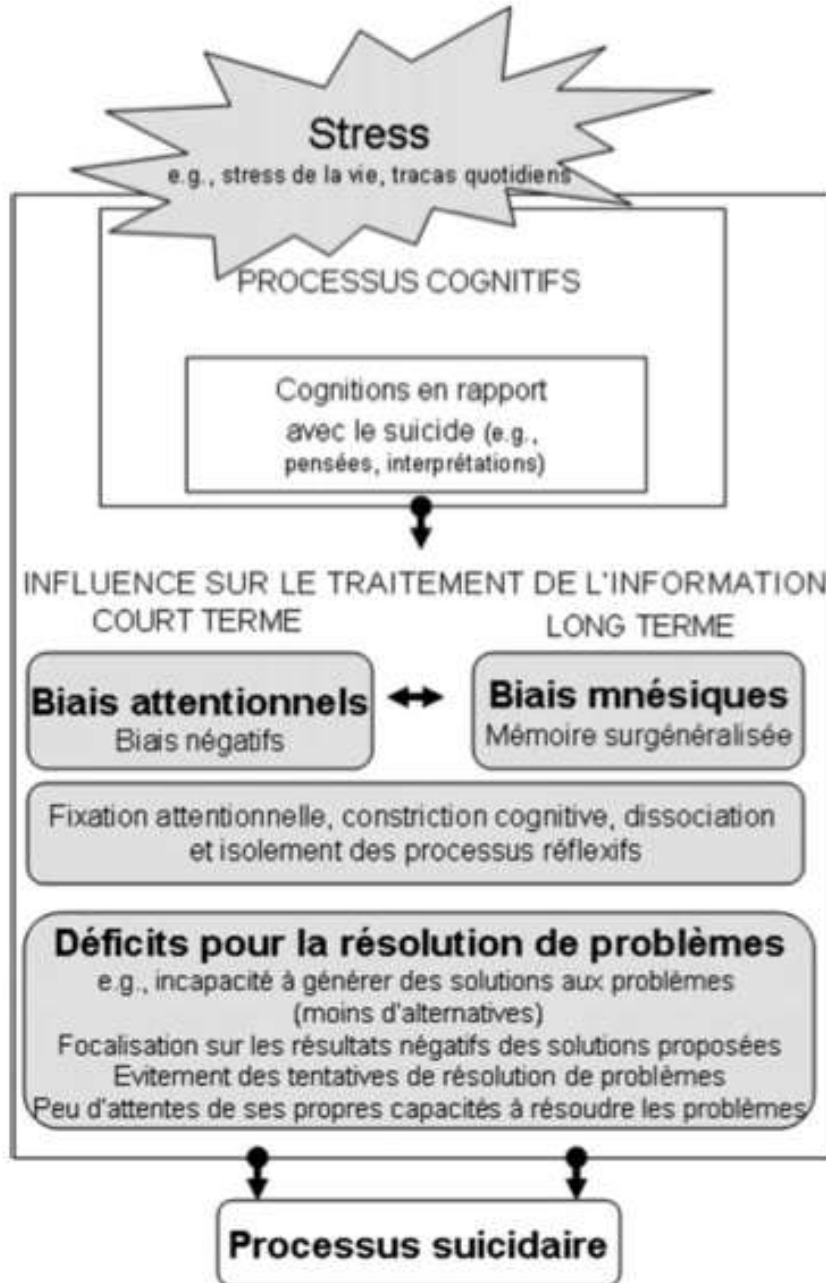 Stress
e.g., stress de la vie, tracas quotidiens
PROCESSUS COGNITIFS
Cognitions en rapport
avec le suicide (e.g.,
pensées, interprétations)
INFLUENCE SUR LE TRAITEMENT DE L'INFORMATION
COURT TERME
LONG TERME
Biais attentionnels
Biais négatifs
Biais mnésiques
Mémoire surgénéralisée
Fixation attentionnelle, constriction cognitive, dissociation
et isolement des processus réflexifs
Déficits pour la résolution de problèmes
e.g., incapacité à générer des solutions aux problèmes
(moins d'alternatives)
Focalisation sur les résultats négatifs des solutions proposées
Evitement des tentatives de résolution de problèmes
Peu d'attentes de ses propres capacités à résoudre les problèmes
Processus suicidaire